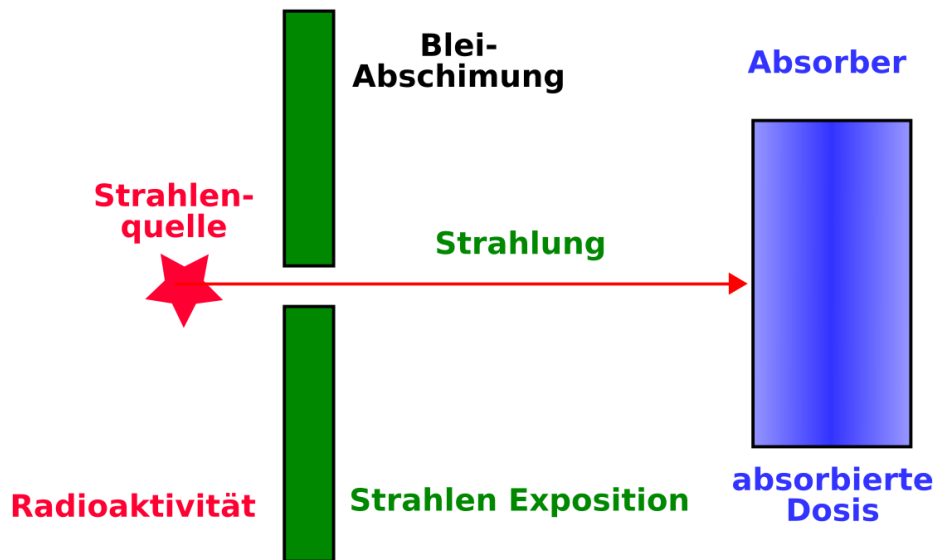 Blei-
Abschimung
Absorber
Strahlen-
quelle
Strahlung
Radioaktivität
Strahlen Exposition
absorbierte
Dosis